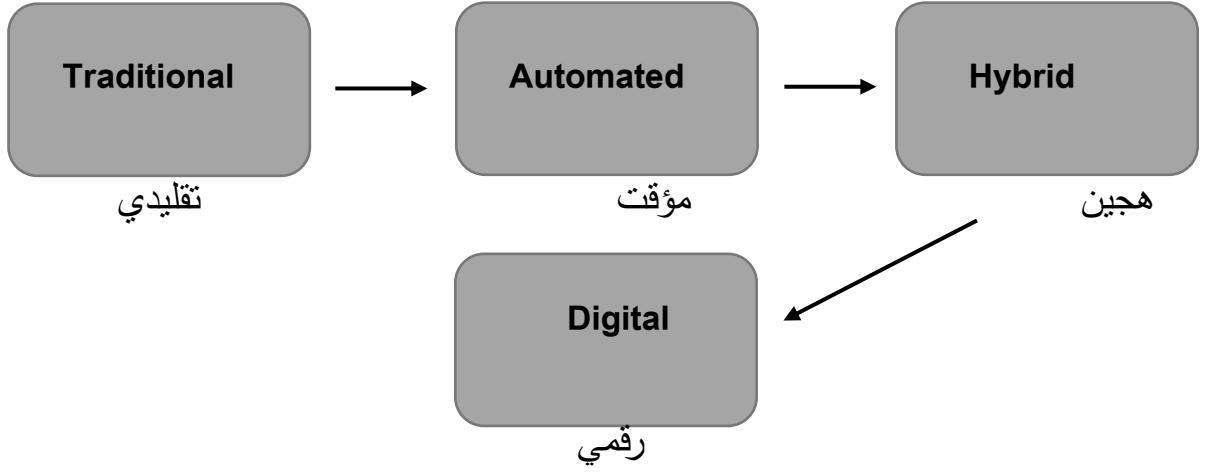 Traditional
تقليدي
Automated
مؤقت
Hybrid
هجين
Digital
رقمي